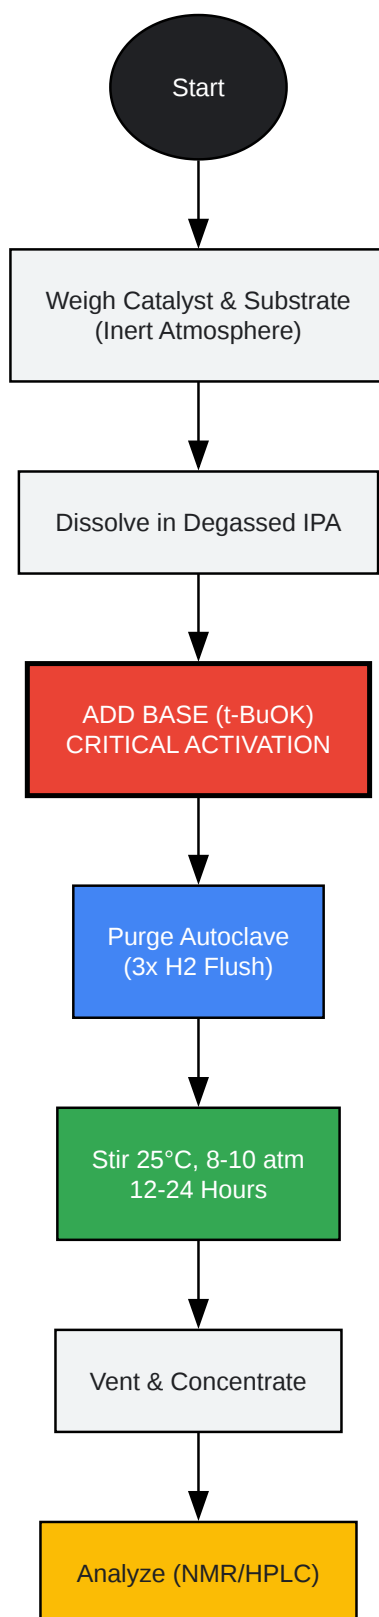 Start
Weigh Catalyst & Substrate
(Inert Atmosphere)
Dissolve in Degassed IPA
ADD BASE (t-BuOK)
CRITICAL ACTIVATION
Purge Autoclave
(3x H2 Flush)
Stir 25°C, 8-10 atm
12-24 Hours
Vent & Concentrate
Analyze (NMR/HPLC)